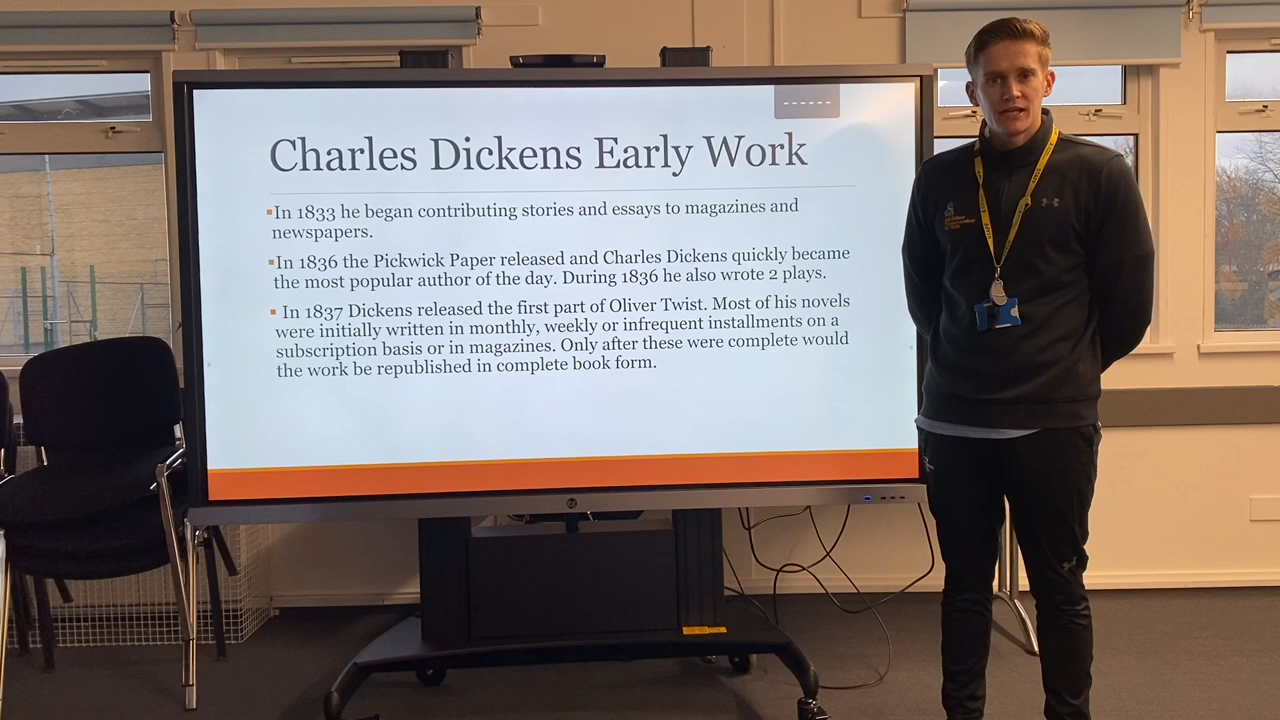 Charles Dickens Early Work
▪In 1833 he began contributing stories and essays to magazines and
newspapers.
▪In 1836 the Pickwick Paper released and Charles Dickens quickly became
the most popular author of the day. During 1836 he also wrote 2 plays.
▪ In 1837 Dickens released the first part of Oliver Twist. Most of his novels
were initially written in monthly, weekly or infrequent installments on a
subscription basis or in magazines. Only after these were complete would
the work be republished in complete book form.